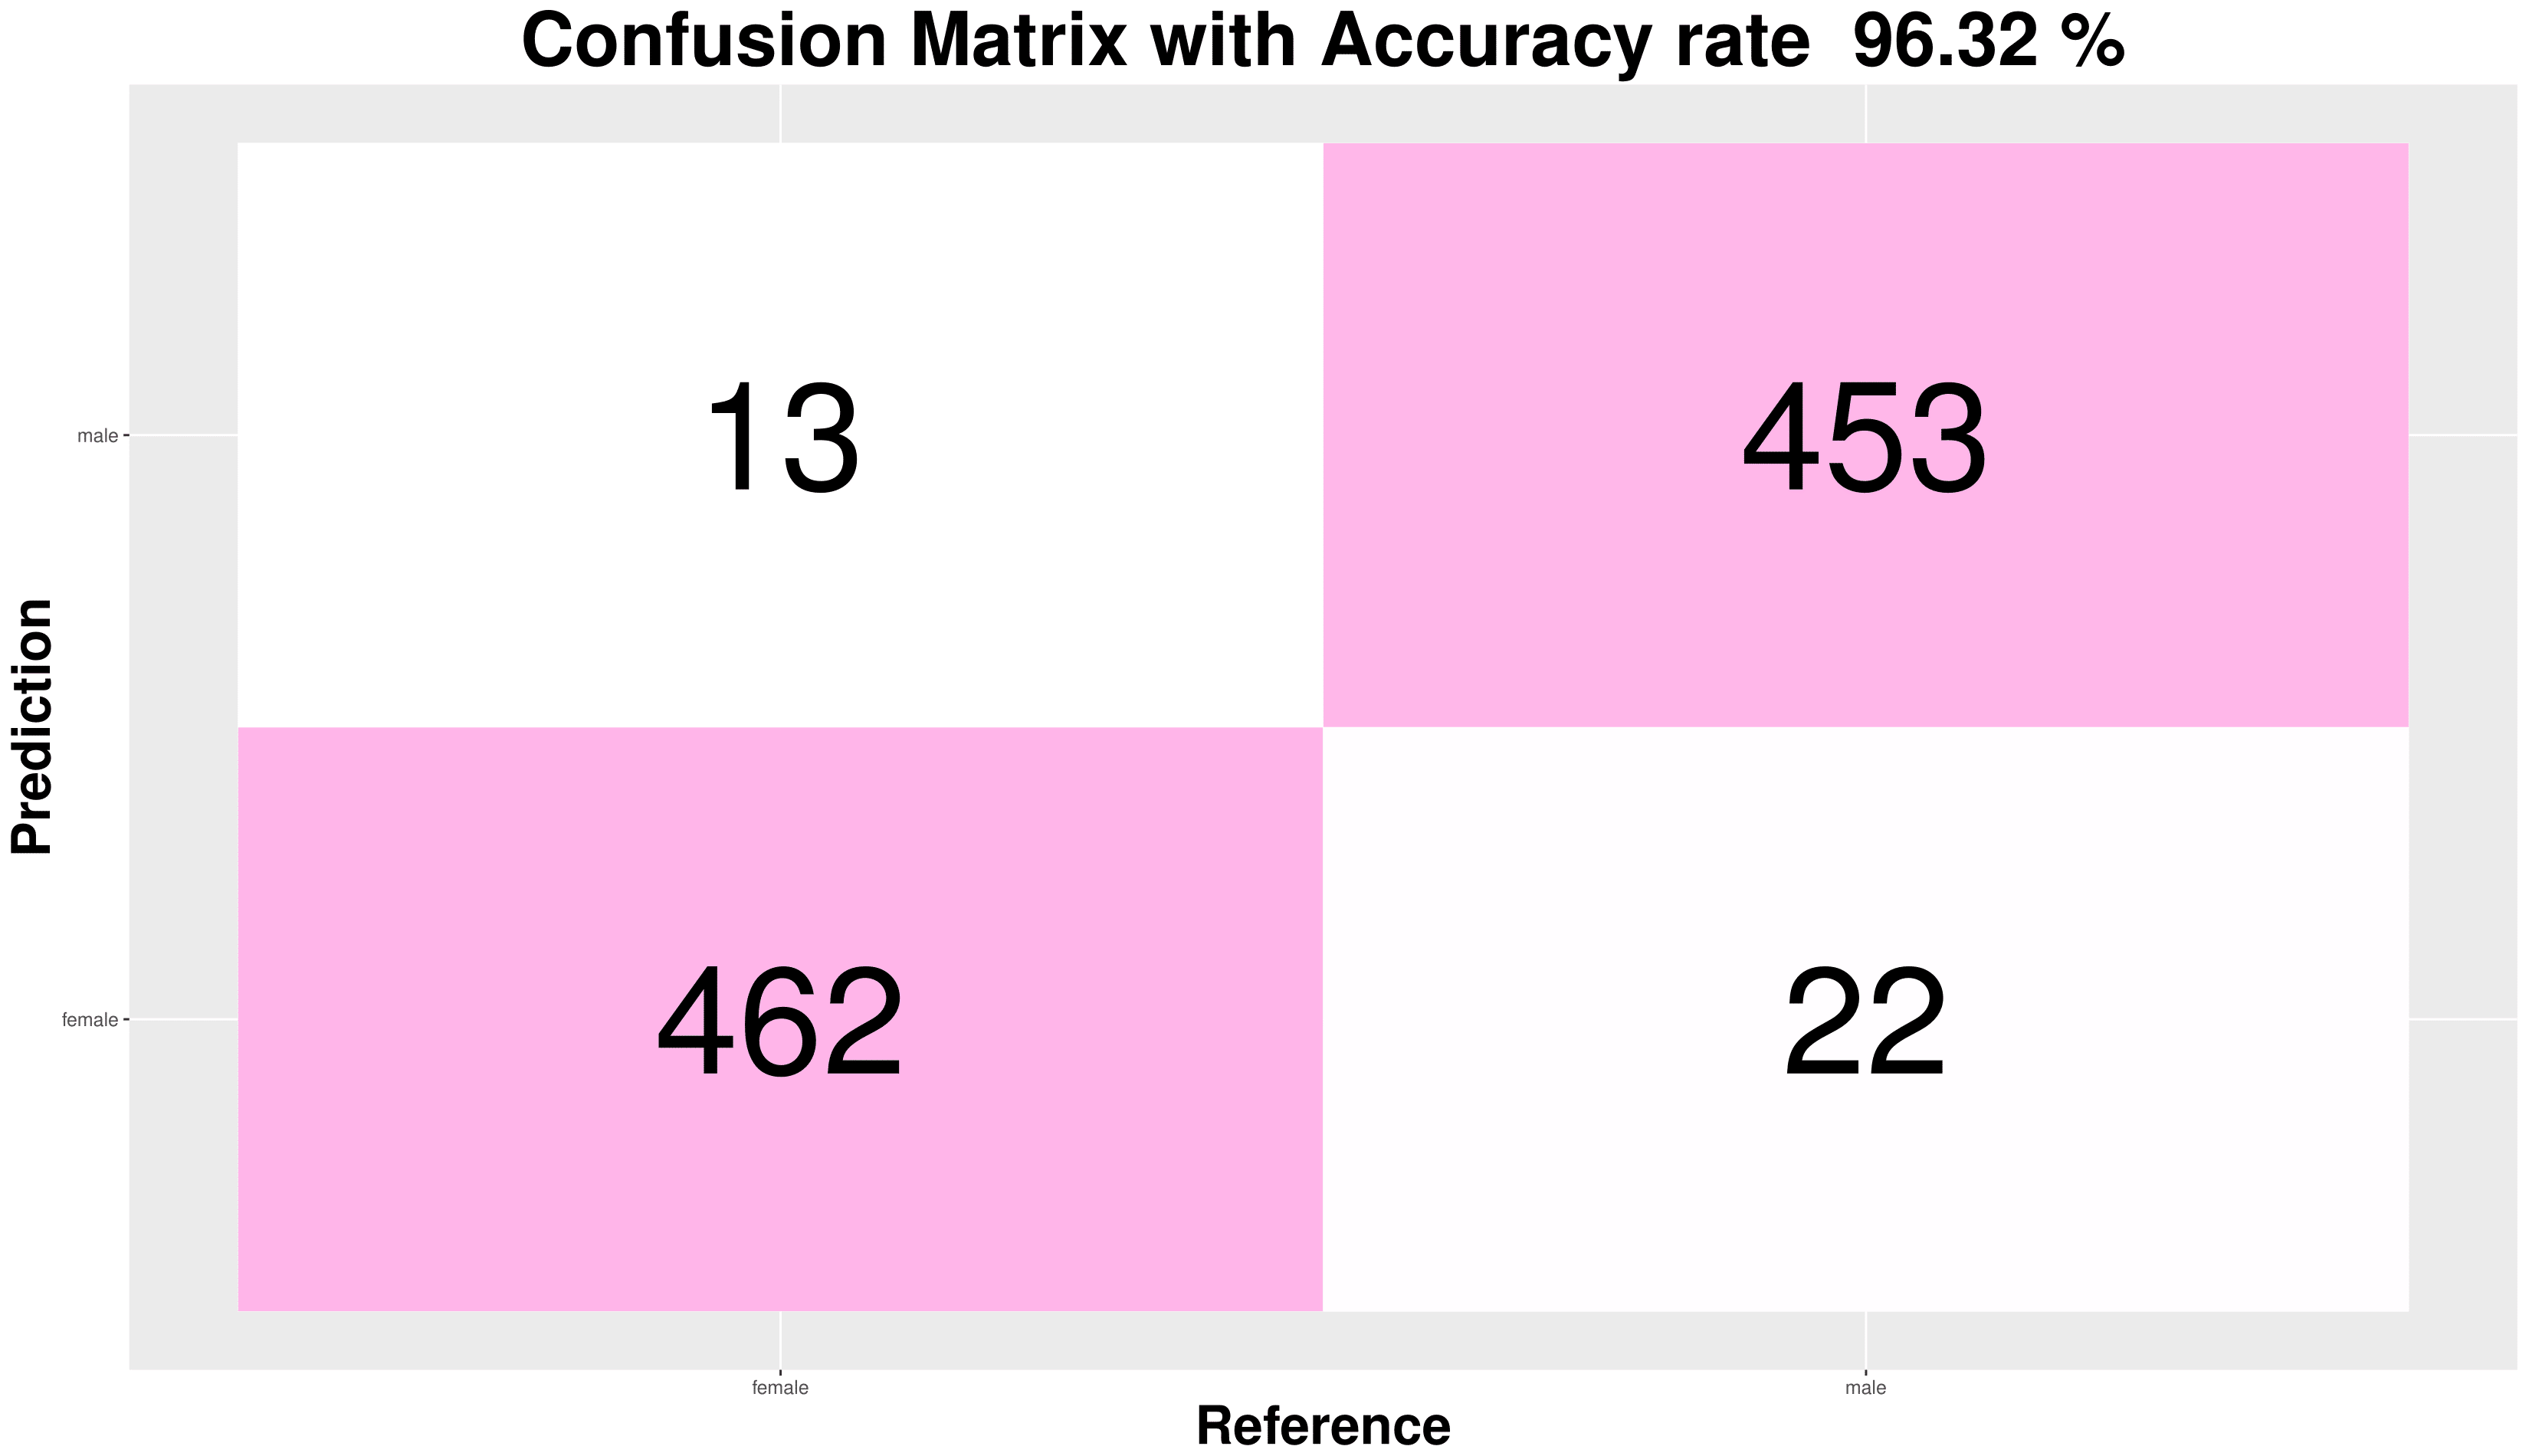 Confusion Matrix with Accuracy rate  96.32 %
Prediction
male
13
453
female
462
22
female
male
Reference